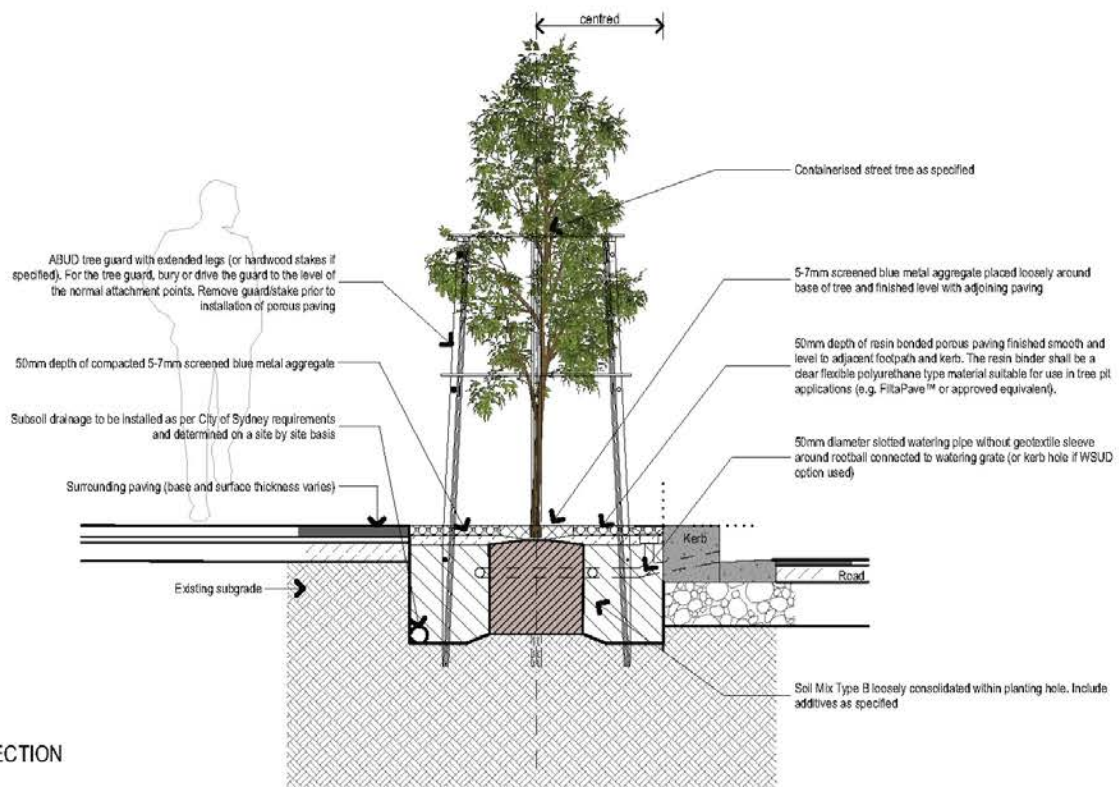 centred
Containerised street tree as specified
ABUD tree guard with extended legs (or hardwood stakes if
specified). For the tree guard, bury or drive the guard to the level of
the normal attachment points. Remove guard/stake prior to
installation of porous paving
5-7mm screened blue metal aggregate placed loosely around
base of tree and finished level with adjoining paving
50mm depth of compacted 5-7mm screened blue metal aggregate
50mm depth of resin bonded porous paving finished smooth and
level to adjacent footpath and kerb. The resin binder shall be a
clear flexible polyurethane type material suitable for use in tree pit
applications (e.g. FiltaPave™ or approved equivalent).
Subsoil drainage to be installed as per City of Sydney requirements
and determined on a site by site basis
50mm diameter slotted watering pipe without geotextile sleeve
around rootball connected to watering grate (or kerb hole if WSUD
option used)
Surrounding paving (base and surface thickness varies)
Kerb
Road
Existing subgrade
Soil Mix Type B loosely consolidated within planting hole. Include
additives as specified
ECTION